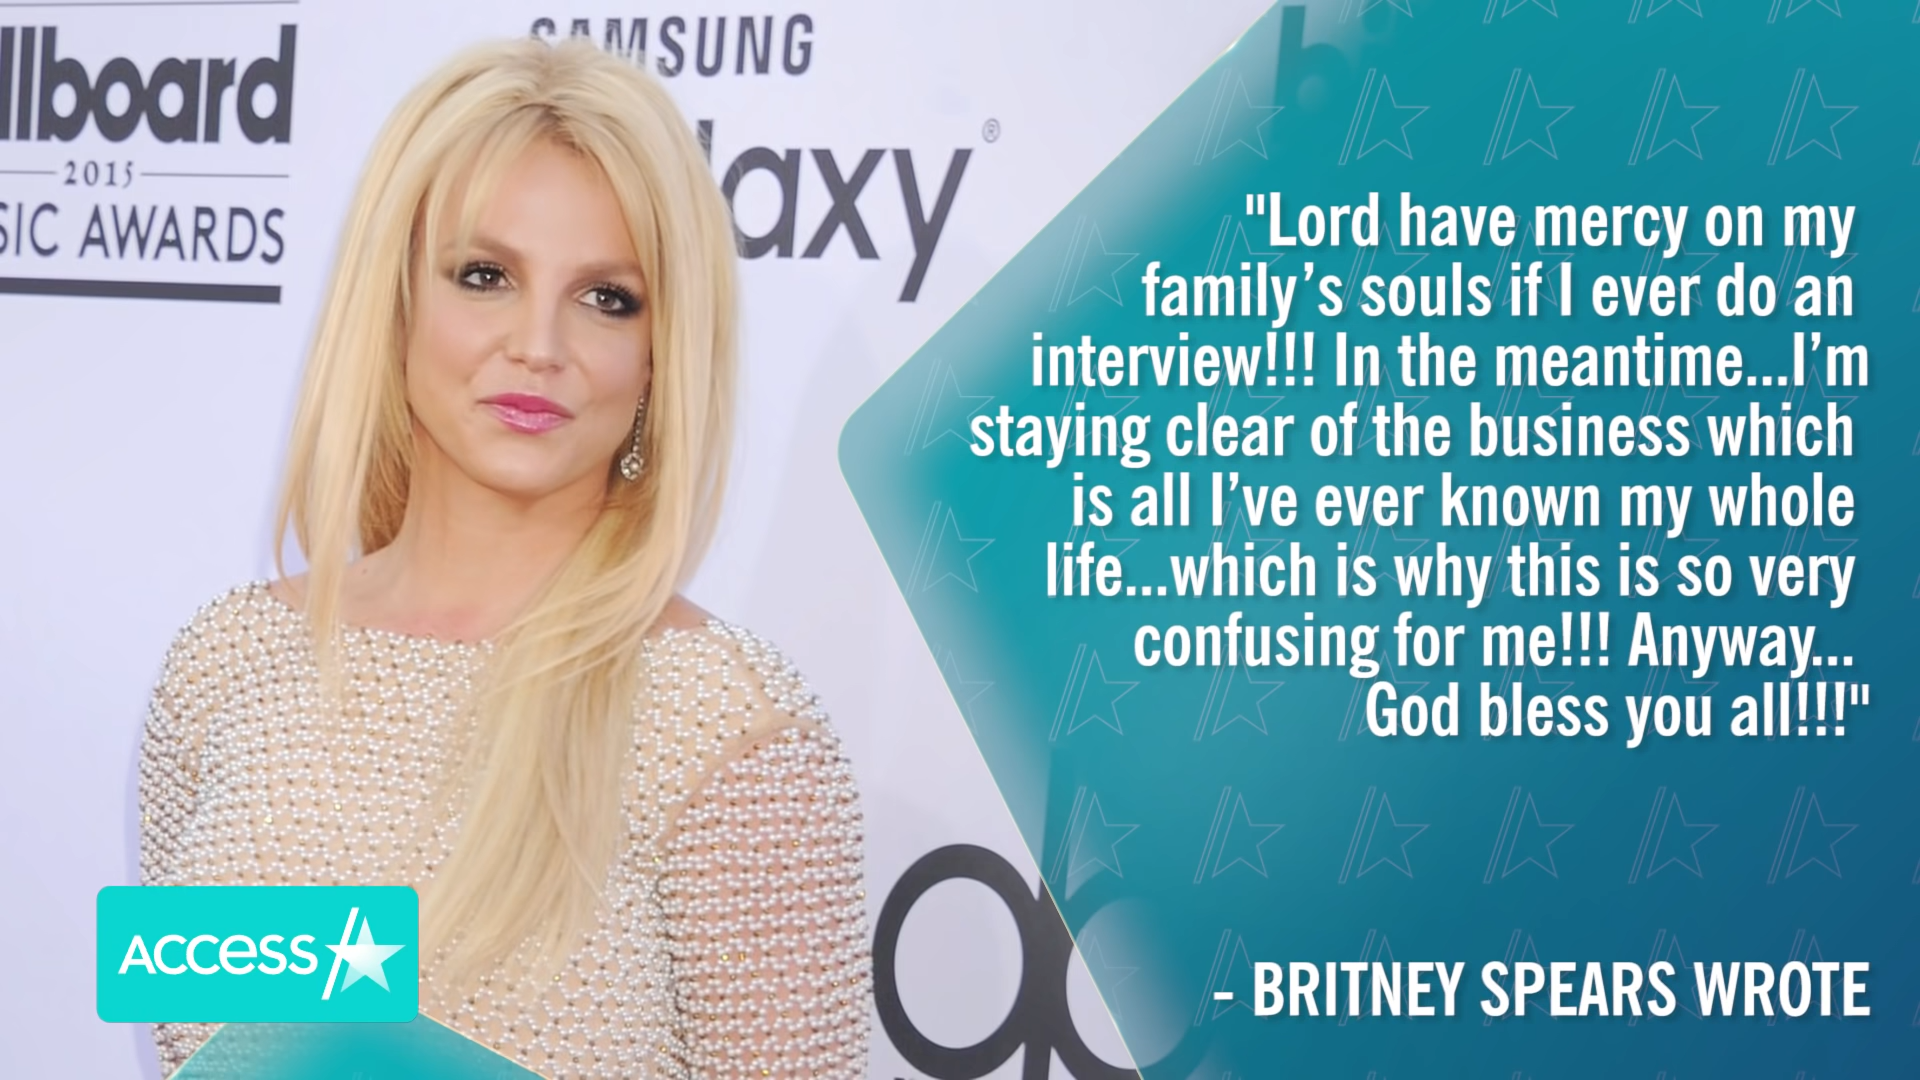 llboard
2015
SIC AWARDS
SAMSUNG
axy®
"Lord have mercy on my
family's souls if I ever do an
interview!!! In the meantime...I'm
staying clear of the business which
is all I've ever known my whole
life...which is why this is so very
confusing for me!!! Anyway...
God bless you all!!!"
- BRITNEY SPEARS WROTE
ACCESS